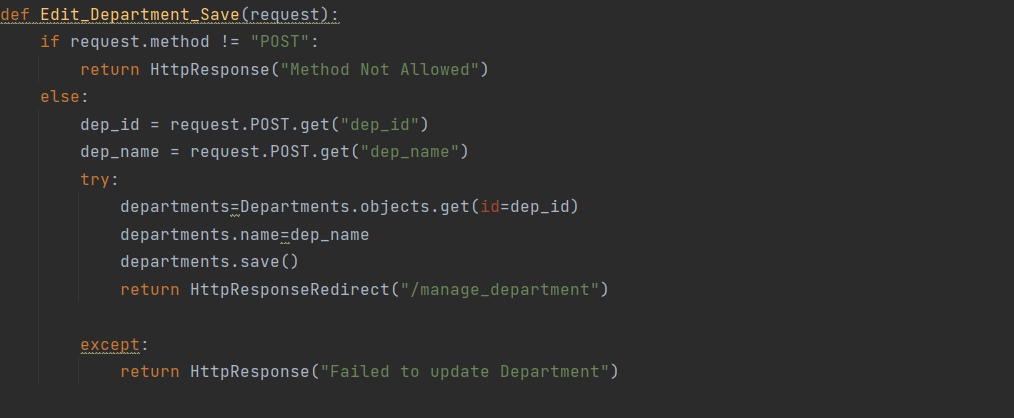 def Edit_Department_Save(request):
    if request.method != "POST":
        return HttpResponse("Method Not Allowed")
    else:
        dep_id = request.POST.get("dep_id")
        dep_name = request.POST.get("dep_name")
        try:
            departments=Departments.objects.get(id=dep_id)
            departments.name=dep_name
            departments.save()
            return HttpResponseRedirect("/manage_department")
        except:
            return HttpResponse("Failed to update Department")